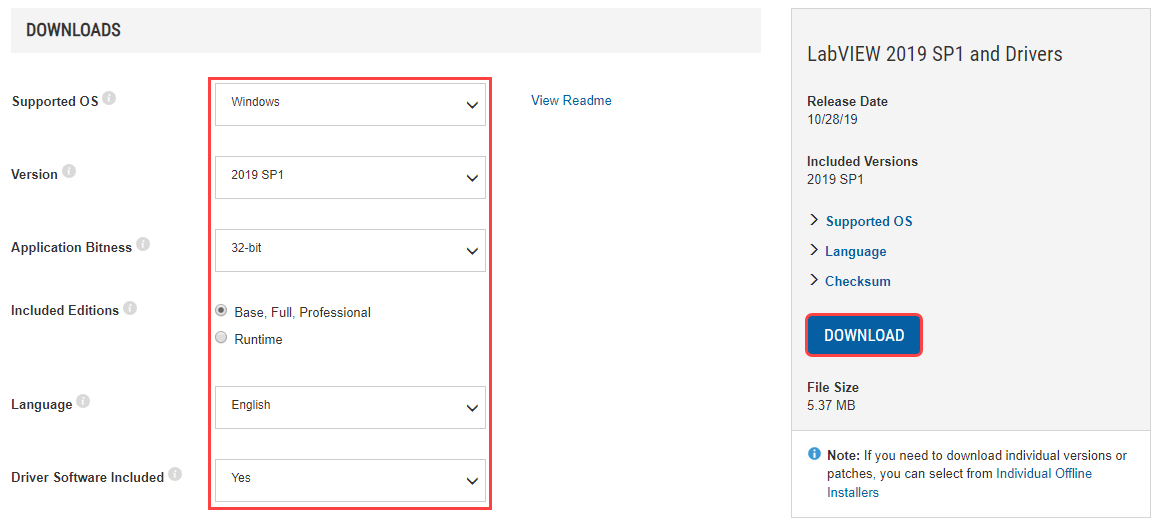 DOWNLOADS
Supported OS
Windows
View Readme
Version
2019 SP1
Application Bitness
32-bit
Included Editions
Base, Full, Professional
Runtime
Language
English
Driver Software Included
Yes
LabVIEW 2019 SP1 and Drivers
Release Date
10/28/19
Included Versions
2019 SP1
Supported OS
Language
Checksum
DOWNLOAD
File Size
5.37 MB
Note: If you need to download individual versions or
patches, you can select from Individual Offline
Installers